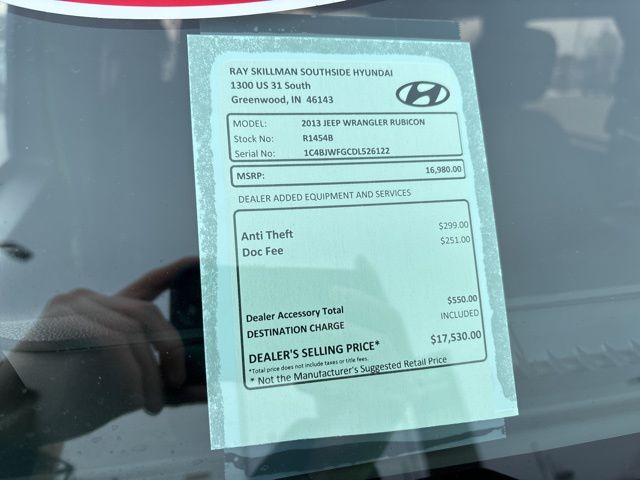 RAY SKILLMAN SOUTHSIDE HYUNDAI
1300 US 31 South
Greenwood, IN 46143
MODEL: 2013 JEEP WRANGLER RUBICON
Stock No: R1454B
Serial No: 1C4BJWFGCDL526122
MSRP: 16,980.00
DEALER ADDED EQUIPMENT AND SERVICES
Anti Theft $299.00
Doc Fee $251.00
Dealer Accessory Total $550.00
DESTINATION CHARGE INCLUDED
DEALER'S SELLING PRICE* $17,530.00
*Total price does not include taxes or title fees.
* Not the Manufacturer's Suggested Retail Price